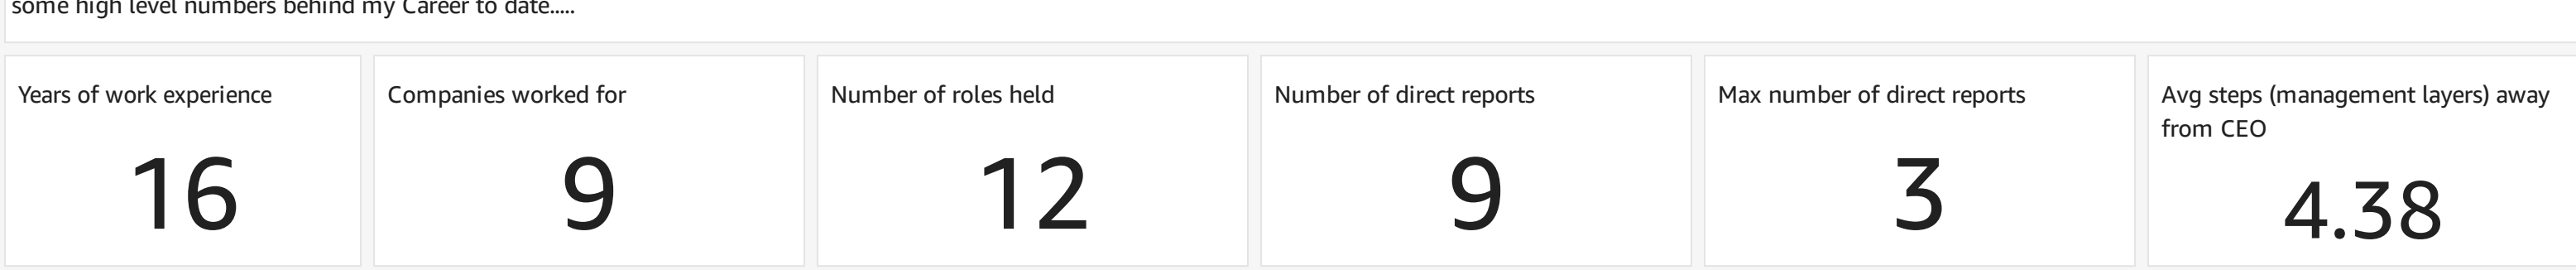 some high level numbers behind my Career to date.....
Years of work experience
16
Companies worked for
9
Number of roles held
12
Number of direct reports
9
Max number of direct reports
3
Avg steps (management layers) away
from CEO
4.38